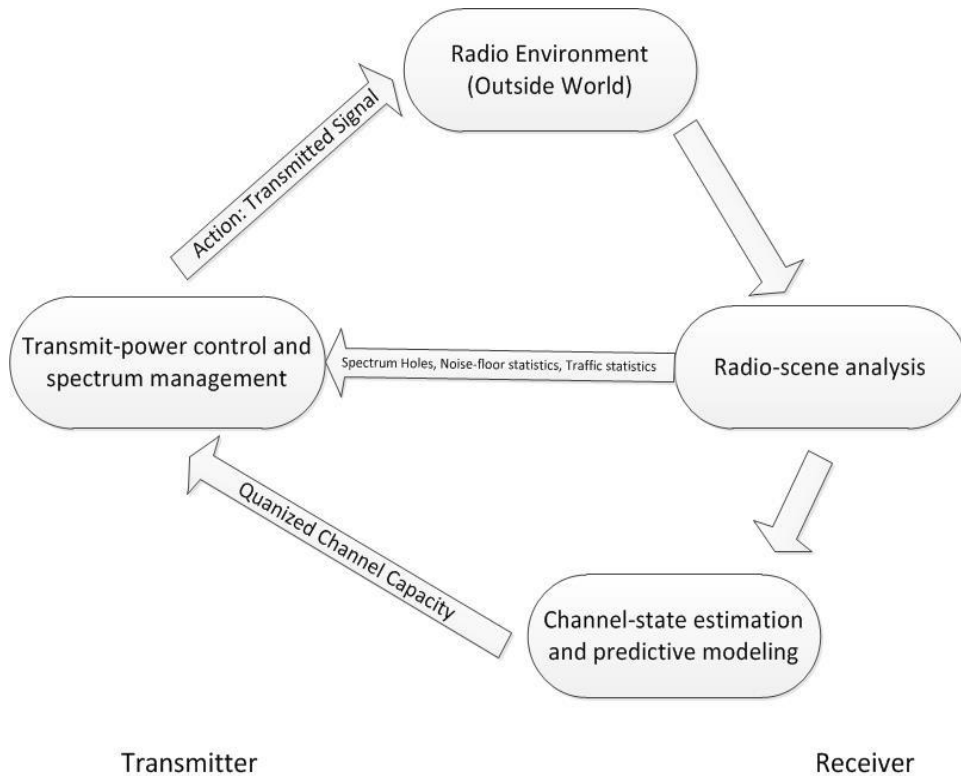 Radio Environment
(Outside World)
Action: Transmitted Signal
Transmit-power control and
spectrum management
Spectrum Holes, Noise-floor statistics, Traffic statistics
Radio-scene analysis
Quanized Channel Capacity
Channel-state estimation
and predictive modeling
Transmitter
Receiver